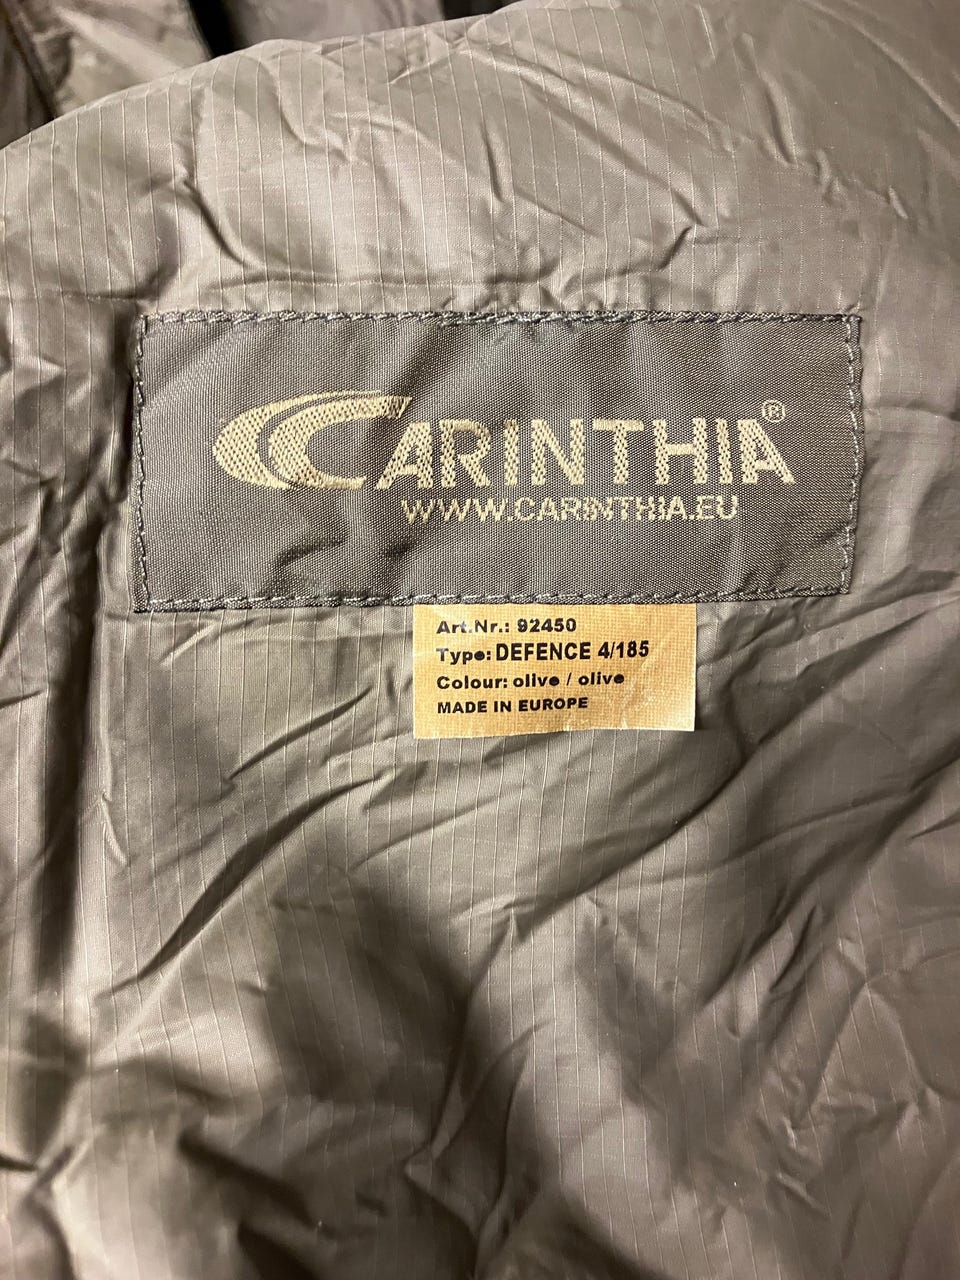 CARINTHIA®
WWW.CARINTHIA.EU
Art.Nr.: 92450
Type: DEFENCE 4/185
Colour: olive / olive
MADE IN EUROPE